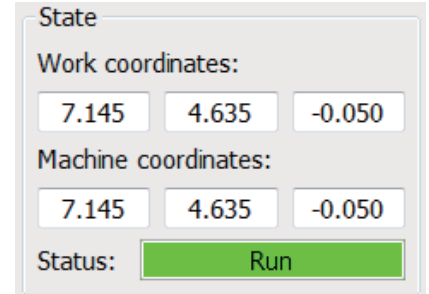 State
Work coordinates:
7.145 4.635 -0.050
Machine coordinates:
7.145 4.635 -0.050
Status: Run